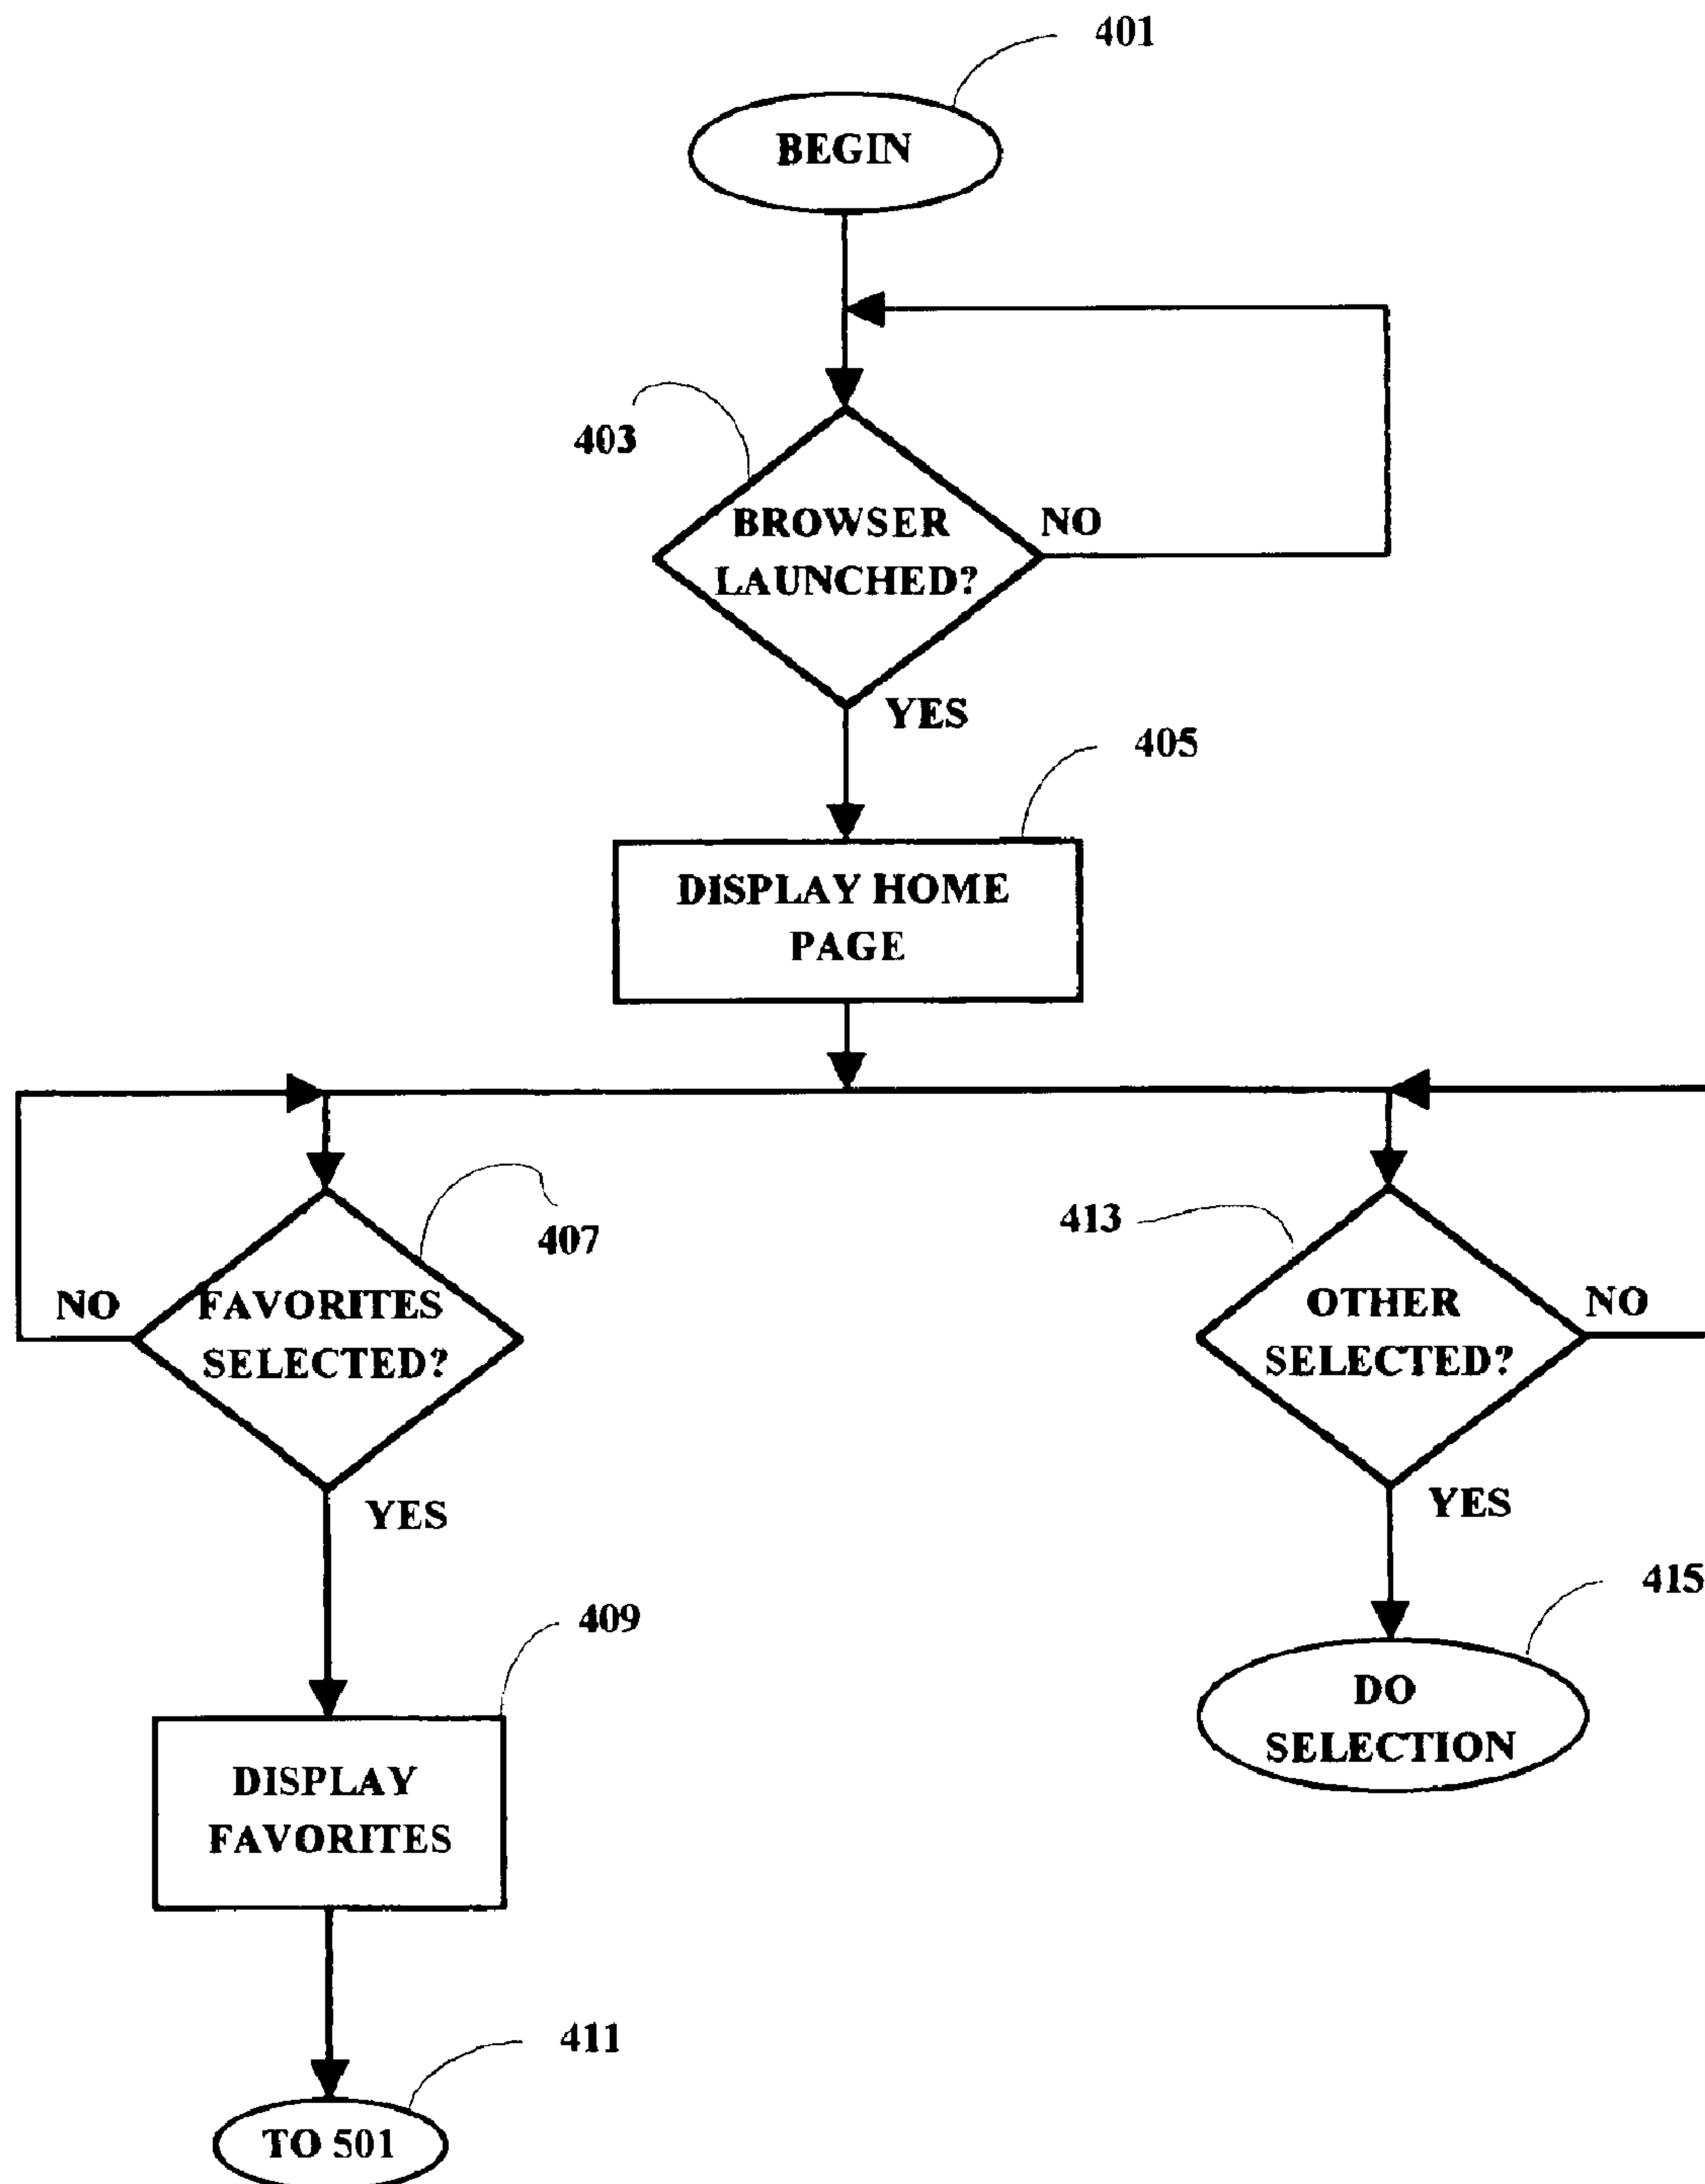 401
BEGIN
403
BROWSER
LAUNCHED?
NO
YES
405
DISPLAY HOME
PAGE
407
NO
FAVORITES
SELECTED?
YES
413
OTHER
SELECTED?
NO
YES
409
DISPLAY
FAVORITES
415
DO
SELECTION
411
TO 501